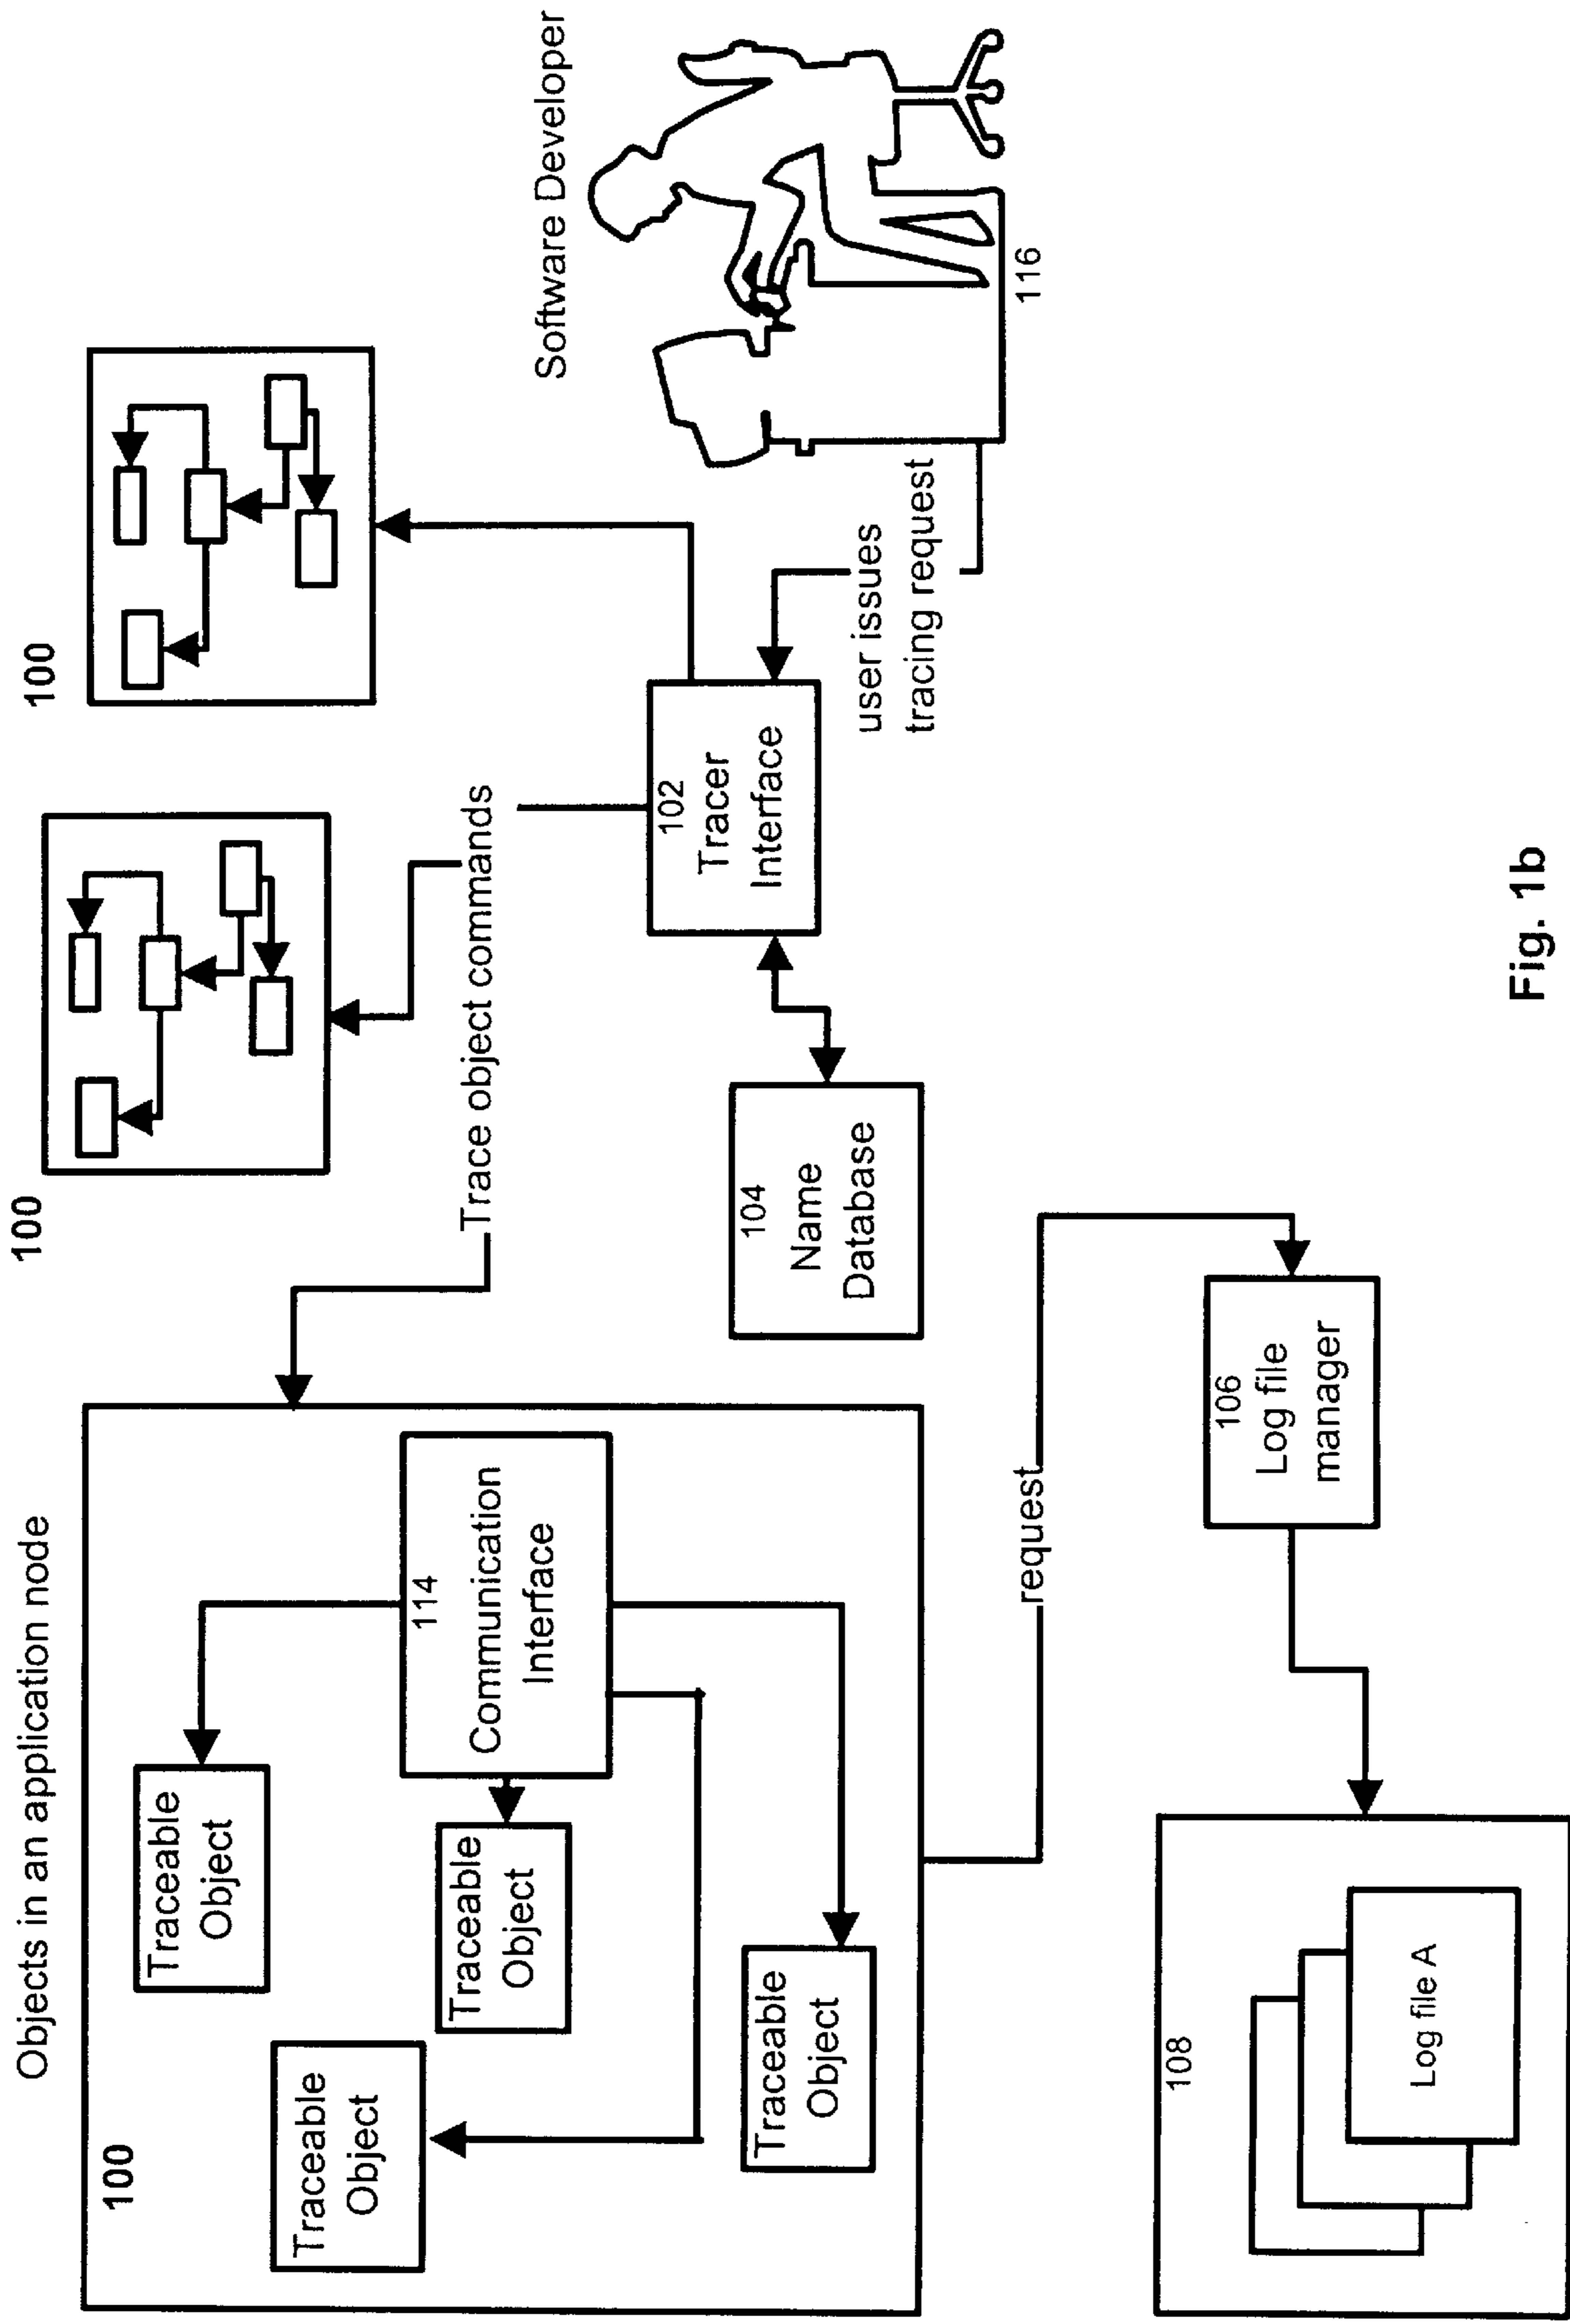 Objects in an application node
100
Traceable
Object
Traceable
Object
Traceable
Object
Traceable
Object
114
Communication
Interface
100
100
Trace object commands
102
Tracer
Interface
104
Name
Database
Software Developer
116
user issues
tracing request
request
106
Log file
manager
108
Log file A
Fig. 1b